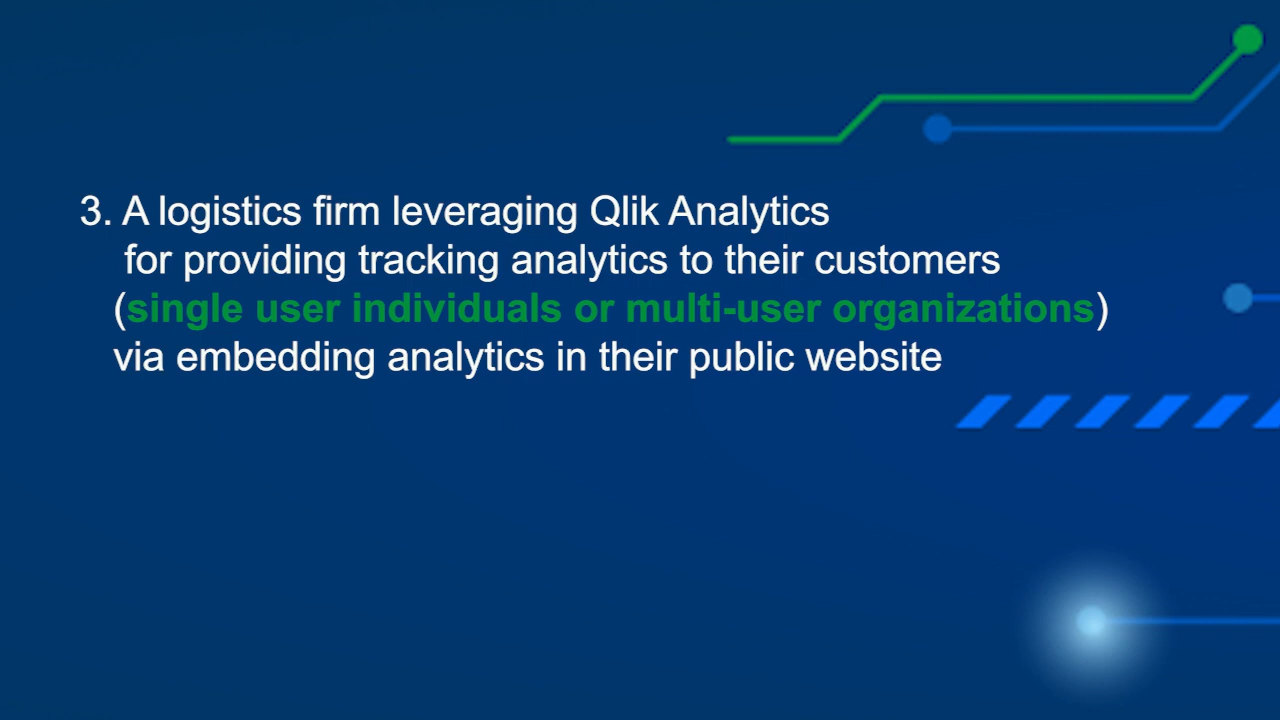 3. A logistics firm leveraging Qlik Analytics
for providing tracking analytics to their customers
(single user individuals or multi-user organizations)
via embedding analytics in their public website